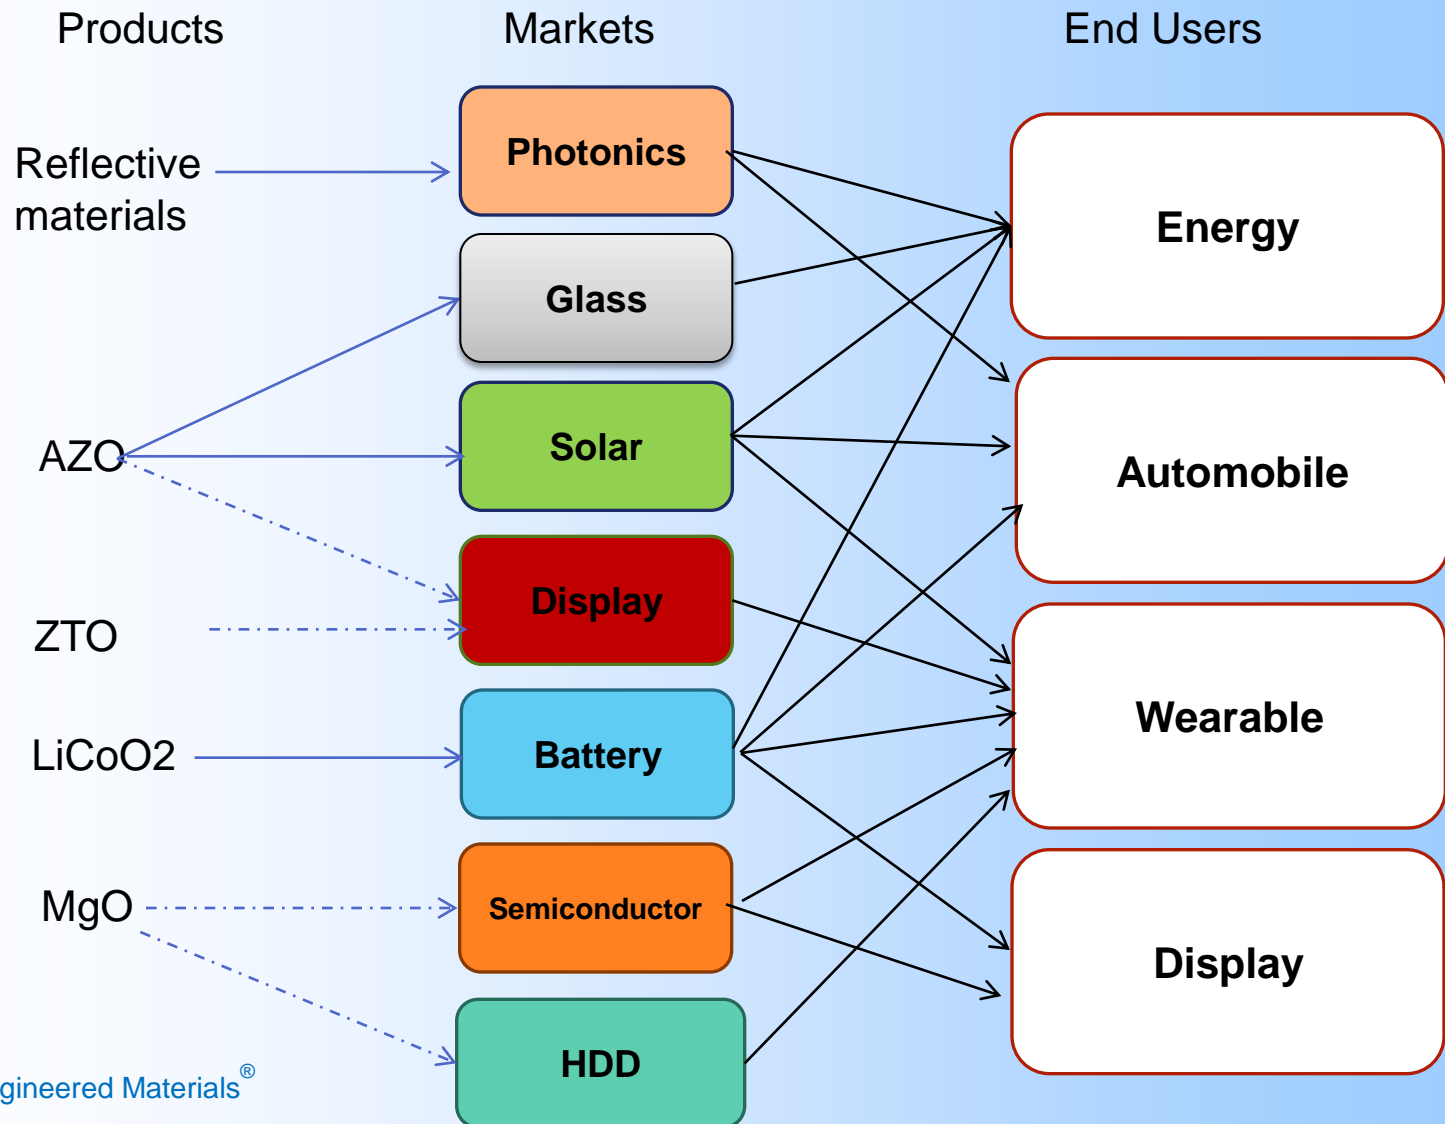 Products
Markets
End Users
Reflective
materials
AZO
ZTO
LiCoO2
MgO
Photonics
Glass
Solar
Display
Battery
Semiconductor
HDD
Energy
Automobile
Wearable
Display
Materials®